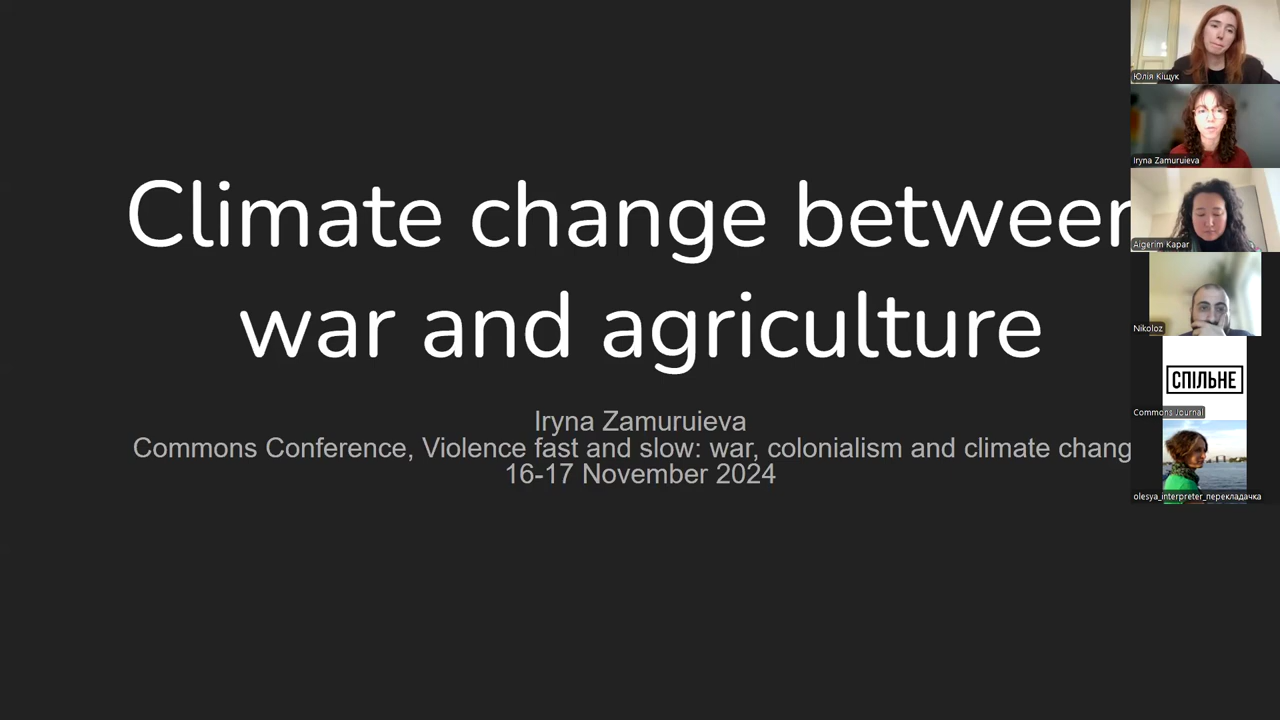 Climate change between
war and agriculture
Iryna Zamuruieva
Commons Conference, Violence fast and slow: war, colonialism and climate chang
16-17 November 2024
Юлія Кіщук
Iryna Zamuruieva
Aigerim Kapar
Nikoloz
СПІЛЬНЕ
Commons Journal
olesya_interpreter_перекладачка